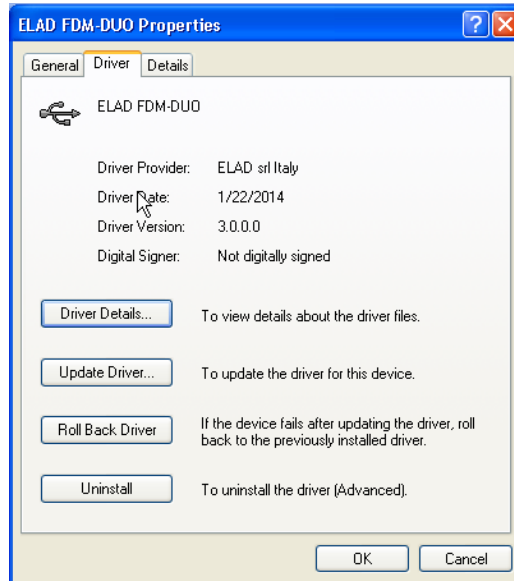 ELAD FDM-DUO Properties
General Driver Details
ELAD FDM-DUO
Driver Provider: ELAD srl Italy
Driver Date: 1/22/2014
Driver Version: 3.0.0.0
Digital Signer: Not digitally signed
Driver Details... To view details about the driver files.
Update Driver... To update the driver for this device.
Roll Back Driver If the device fails after updating the driver, roll
back to the previously installed driver.
Uninstall To uninstall the driver (Advanced).
OK Cancel